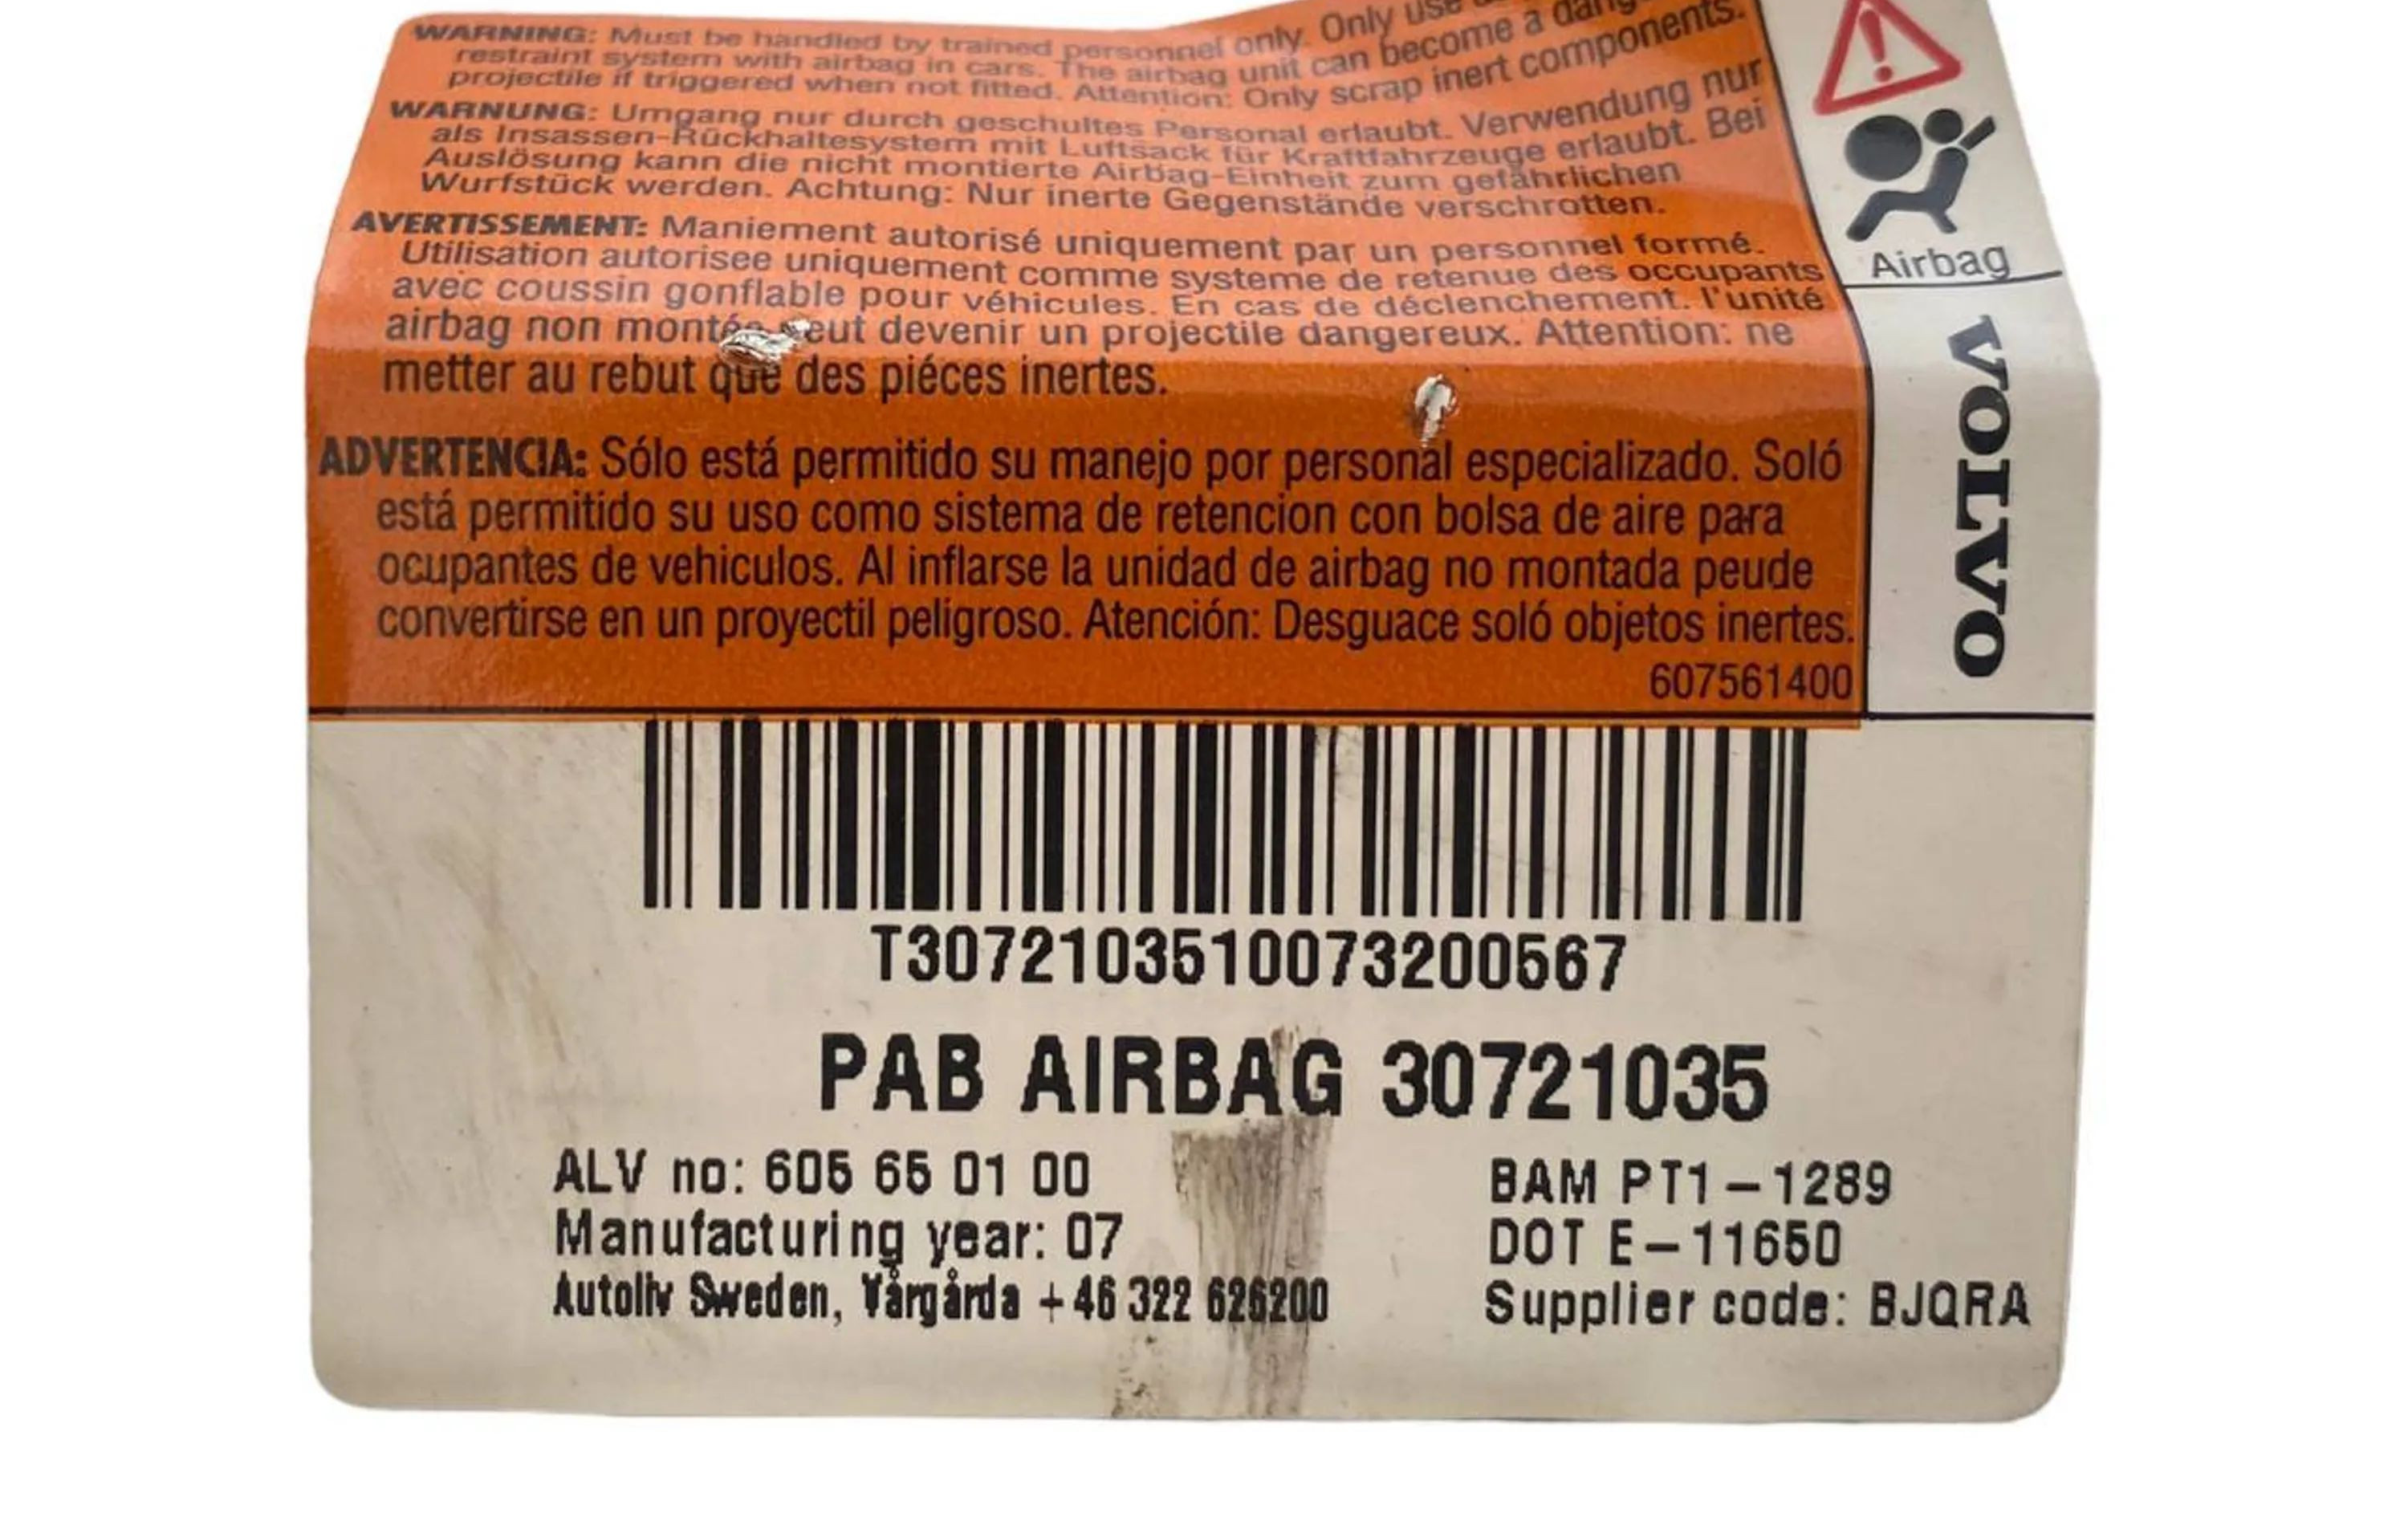 WARNING: Must be handled by trained personnel only. Only use
restraint system with airbag in cars. The airbag unit can become a
projectile if triggered when not fitted. Attention: Only scrap inert components.
WARNUNG: Umgang nur durch geschultes Personal erlaubt. Verwendung nur
als Insassen-Rückhaltesystem mit Luftsack für Kraftfahrzeuge erlaubt. Bei
Auslösung kann die nicht montierte Airbag-Einheit zum gefährlichen
Wurfstück werden. Achtung: Nur inerte Gegenstände verschrotten.
AVERTISSEMENT: Maniement autorisé uniquement par un personnel formé.
Utilisation autorisee uniquement comme systeme de retenue des occupants
avec coussin gonflable pour véhicules. En cas de déclenchement. l'unité
airbag non devenir un projectile dangereux. Attention: ne
metter au rebut que des piéces inertes.
ADVERTENCIA: Sólo está permitido su manejo por personal especializado. Soló
está permitido su uso como sistema de retencion con bolsa de aire para
ocupantes de vehiculos. Al inflarse la unidad de airbag no montada peude
convertirse en un proyectil peligroso. Atención: Desguace soló objetos inertes.
607561400
Airbag
VOLVO
T3072103510073200567
PAB AIRBAG 30721035
ALV no: 605 65 01 00
Manufacturing year: 07
Autoliv Sweden, Vårgårda +46 322 626200
BAM PT1-1289
DOT E-11650
Supplier code: BJQRA